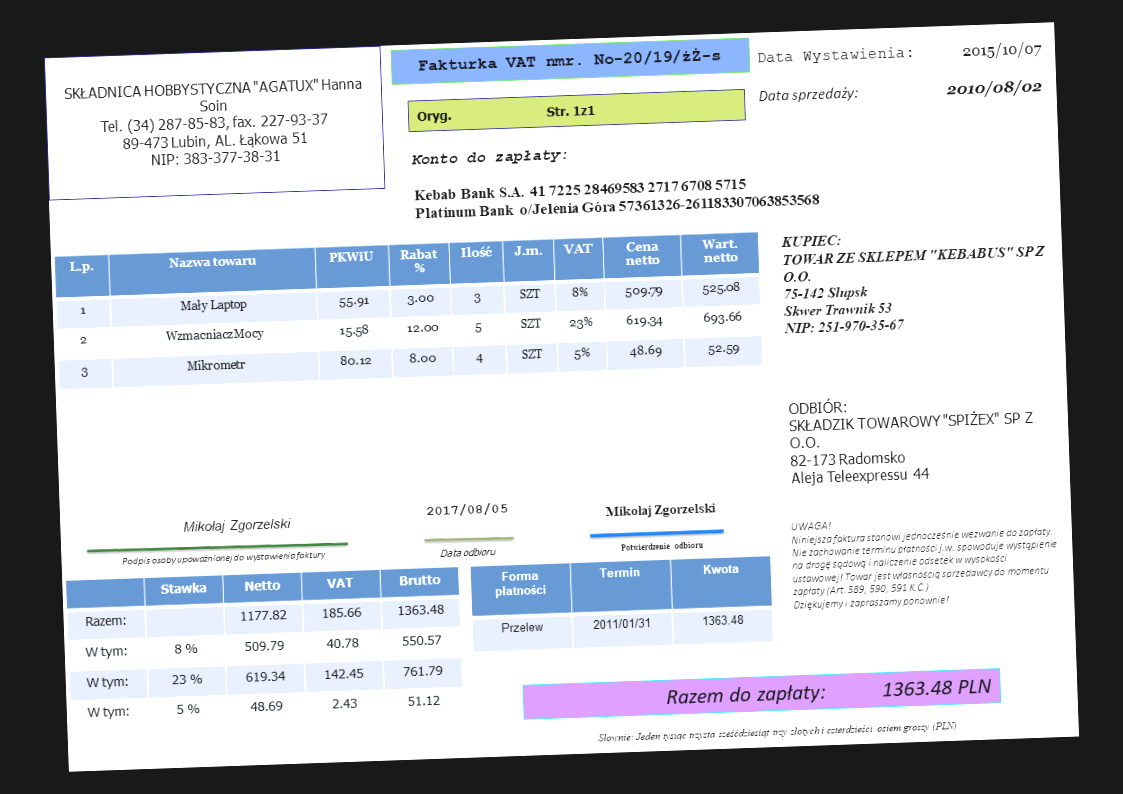 SKŁADNICA HOBBYSTYCZNA "AGATUX" Hanna
Soin
Tel. (34) 287-85-83, fax. 227-93-37
89-473 Lubin, AL. Łąkowa 51
NIP: 383-377-38-31
Fakturka VAT nmr. No-20/19/żŻ-s
Oryg. Str. 1z1
Data Wystawienia: 2015/10/07
Data sprzedaży: 2010/08/02
Konto do zapłaty:
Kebab Bank S.A. 41 7225 28469583 2717 6708 5715
Platinum Bank o/Jelenia Góra 57361326-261183307063853568
L.p. Nazwa towaru PKWiU Rabat % Ilość J.m. VAT Cena netto Wart. netto
1 Mały Laptop 55.91 3.00 3 SZT 8% 509.79 525.08
2 WzmacniaczMocy 15.58 12.00 5 SZT 23% 619.34 693.66
3 Mikrometr 80.12 8.00 4 SZT 5% 48.69 52.59
KUPIEC:
TOWAR ZE SKLEPEM "KEBABUS" SP Z
O.O.
75-142 Słupsk
Skwer Trawnik 53
NIP: 251-970-35-67
ODBIÓR:
SKŁADZIK TOWAROWY "SPIŻEX" SP Z
O.O.
82-173 Radomsko
Aleja Teleexpressu 44
Mikołaj Zgorzelski
Podpis osoby upoważnionej do wystawienia faktury
2017/08/05
Data odbioru
Mikołaj Zgorzelski
Potwierdzenie odbioru
UWAGA!
Niniejsza faktura stanowi jednocześnie wezwanie do zapłaty.
Nie zachowanie terminu płatności j.w. spowoduje wystąpienie
na drogę sądową i naliczenie odsetek w wysokości
ustawowej! Towar jest własnością sprzedawcy do momentu
zapłaty (Art. 589, 590, 591 K.C.)
Dziękujemy i zapraszamy ponownie!
Stawka Netto VAT Brutto
Razem: 1177.82 185.66 1363.48
W tym: 8 % 509.79 40.78 550.57
W tym: 23 % 619.34 142.45 761.79
W tym: 5 % 48.69 2.43 51.12
Forma płatności Termin Kwota
Przelew 2011/01/31 1363.48
Razem do zapłaty: 1363.48 PLN
Słownie: Jeden tysiąc trzysta sześćdziesiąt trzy złotych i czterdzieści osiem groszy (PLN)